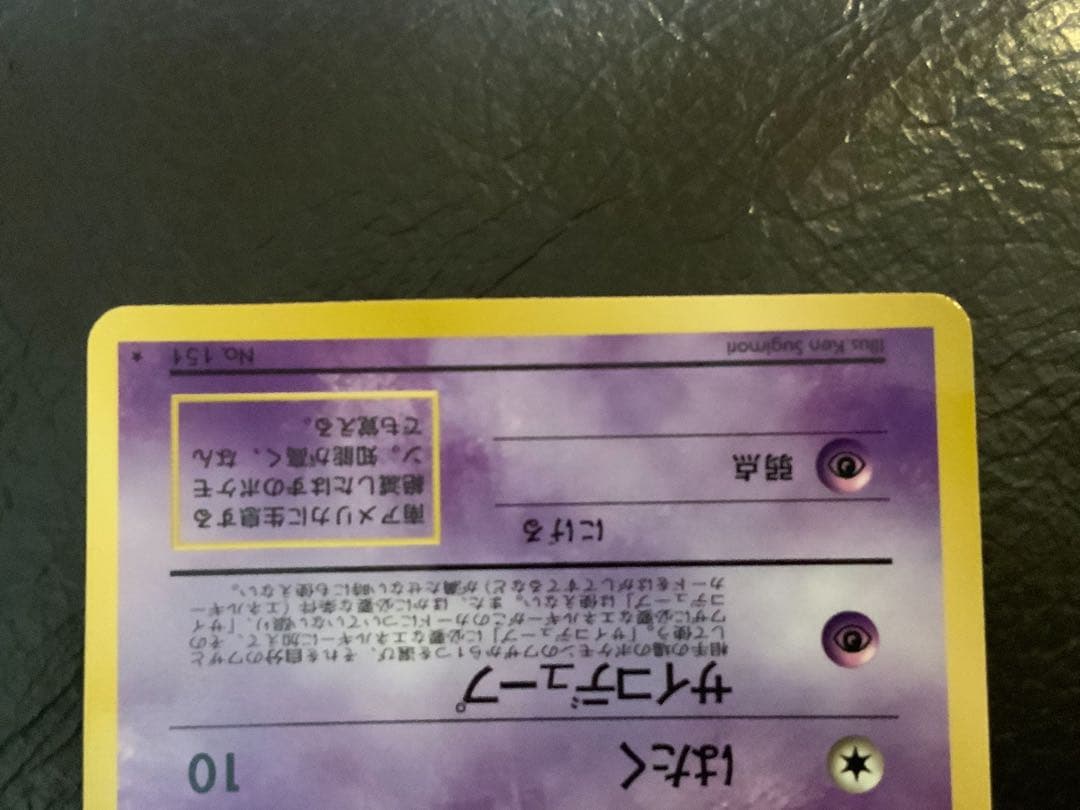 はたく 10
サイコデュープ
相手の場のポケモンのワザから1つを選び、それを自分のワザと
して使う。「サイコデュープ」に必要なエネルギーに加えて、その
ワザに必要なエネルギーがこのカードについていない限り、「サイ
コデュープ」は使えない。また、ほかに必要な条件(エネルギー
カードをはがしてすてるなど)が満たせない時にも使えない。
にげる
弱点
南アメリカに生息する
絶滅したはずのポケモ
ン。知能が高く、なん
でも覚える。
Illus. Ken Sugimori No. 151 ★